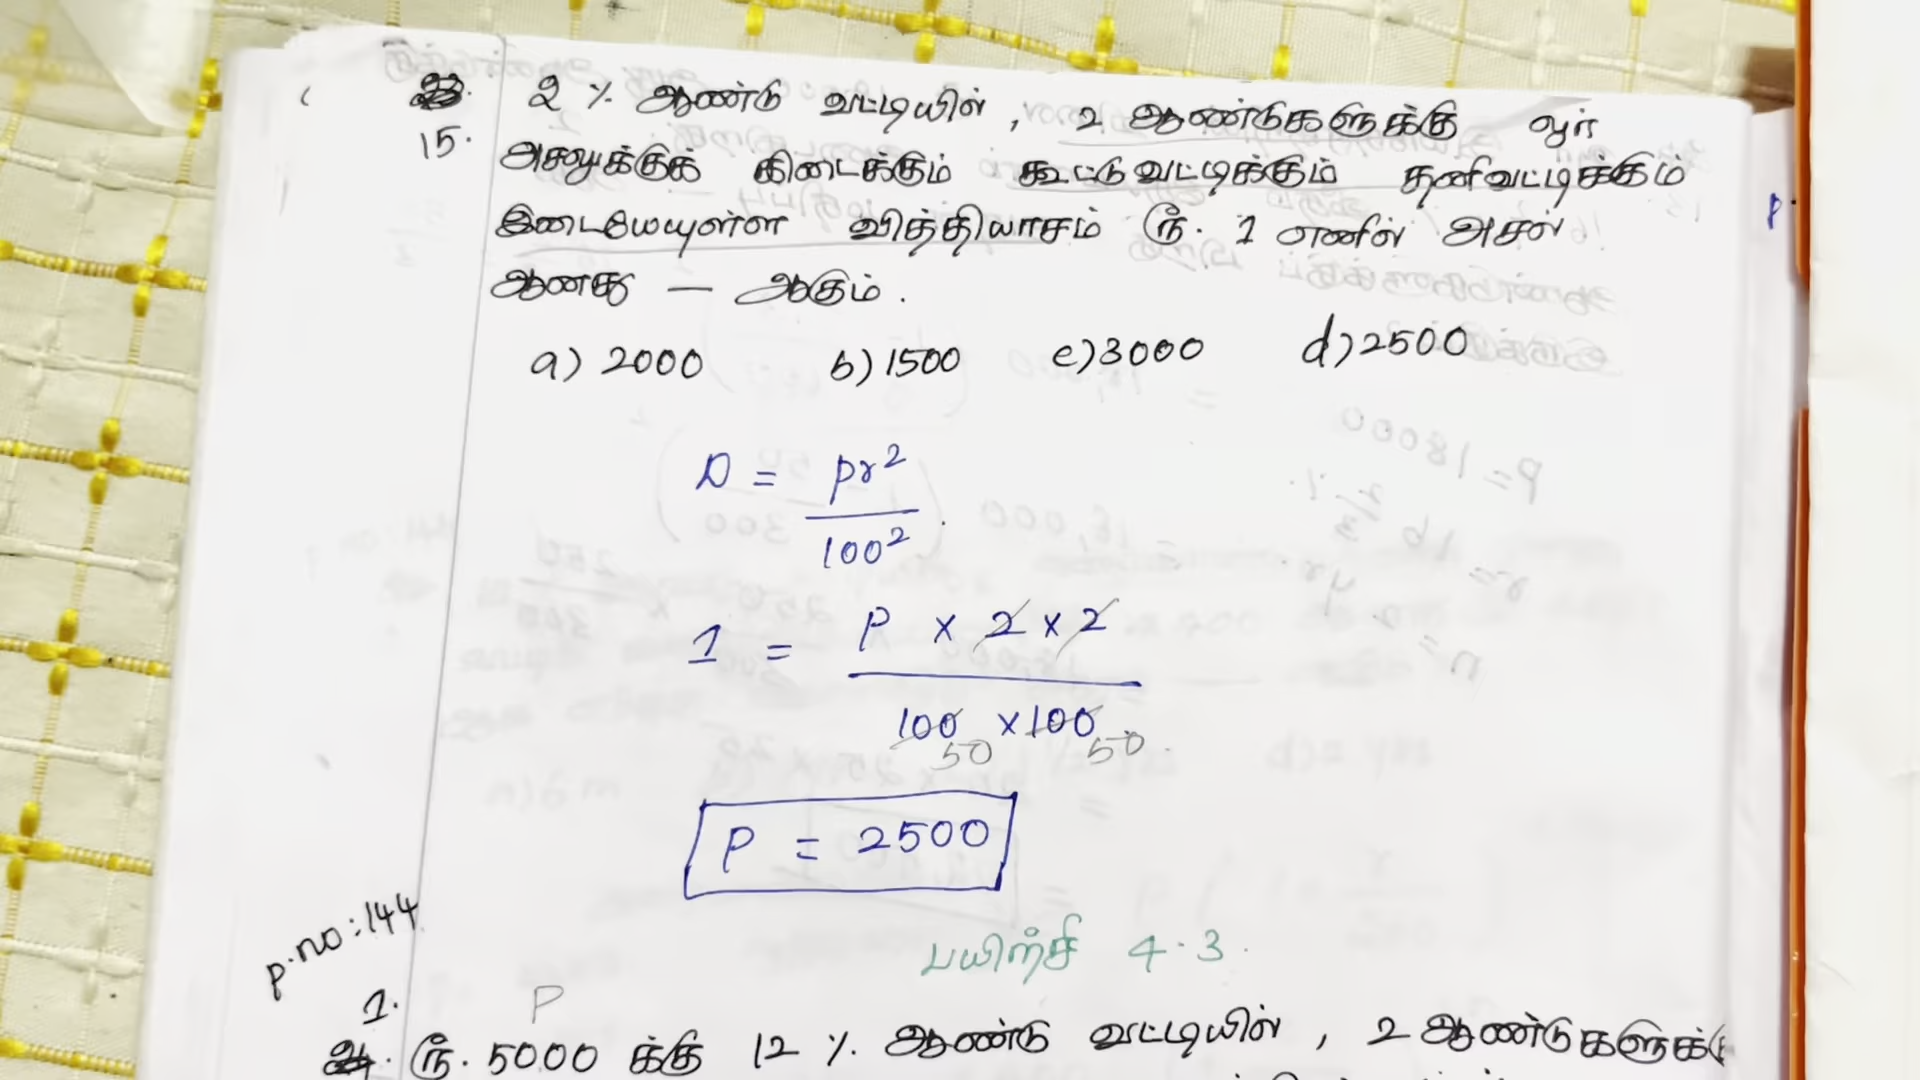 15. 2 % ஆண்டு வட்டியில், 2 ஆண்டுகளுக்கு ஓர்
அசலுக்குக் கிடைக்கும் கூட்டுவட்டிக்கும் தனிவட்டிக்கும்
இடையேயுள்ள வித்தியாசம் ரூ. 1 எனில் அசல்
ஆனது — ஆகும்.
a) 2000 b) 1500 c) 3000 d) 2500
D = pr²
100²
1 = P × 2 × 2
100 × 100
50 50
P = 2500
பயிற்சி 4.3.
p.no:144
P
1. ரூ. 5000 க்கு 12 %. ஆண்டு வட்டியில், 2 ஆண்டுகளுக்கு